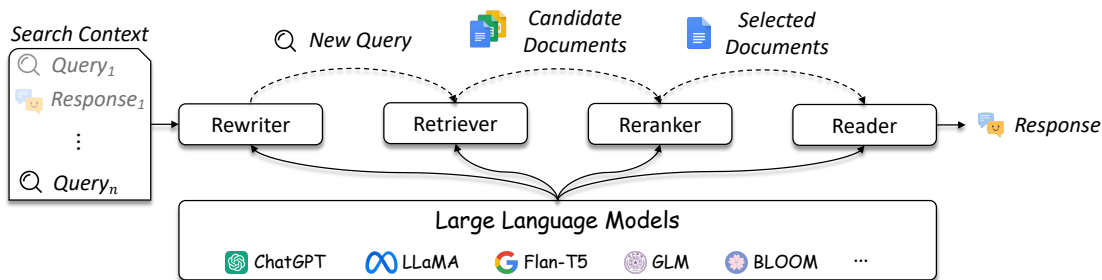 Search Context
Query1
Response1
⋮
Queryn
New Query
Candidate
Documents
Selected
Documents
Rewriter
Retriever
Reranker
Reader
Response
Large Language Models
ChatGPT
LLaMA
Flan-T5
GLM
BLOOM
...